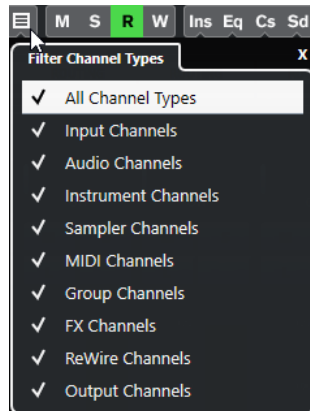 M S R W Ins Eq Cs Sd
Filter Channel Types X
✓ All Channel Types
✓ Input Channels
✓ Audio Channels
✓ Instrument Channels
✓ Sampler Channels
✓ MIDI Channels
✓ Group Channels
✓ FX Channels
✓ ReWire Channels
✓ Output Channels